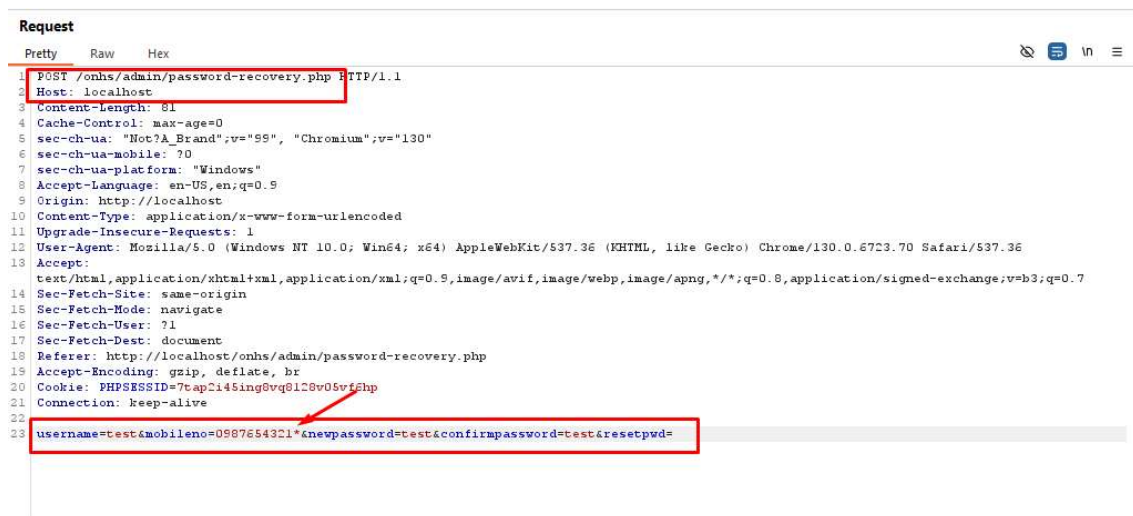 Request
Pretty Raw Hex \n
1 POST /onhs/admin/password-recovery.php HTTP/1.1
2 Host: localhost
3 Content-Length: 81
4 Cache-Control: max-age=0
5 sec-ch-ua: "Not?A_Brand";v="99", "Chromium";v="130"
6 sec-ch-ua-mobile: ?0
7 sec-ch-ua-platform: "Windows"
8 Accept-Language: en-US,en;q=0.9
9 Origin: http://localhost
10 Content-Type: application/x-www-form-urlencoded
11 Upgrade-Insecure-Requests: 1
12 User-Agent: Mozilla/5.0 (Windows NT 10.0; Win64; x64) AppleWebKit/537.36 (KHTML, like Gecko) Chrome/130.0.6723.70 Safari/537.36
13 Accept:
text/html,application/xhtml+xml,application/xml;q=0.9,image/avif,image/webp,image/apng,*/*;q=0.8,application/signed-exchange;v=b3;q=0.7
14 Sec-Fetch-Site: same-origin
15 Sec-Fetch-Mode: navigate
16 Sec-Fetch-User: ?1
17 Sec-Fetch-Dest: document
18 Referer: http://localhost/onhs/admin/password-recovery.php
19 Accept-Encoding: gzip, deflate, br
20 Cookie: PHPSESSID=7tap2i45ing8vq8128v05vf6hp
21 Connection: keep-alive
22
23 username=test&mobileno=0987654321*&newpassword=test&confirmpassword=test&resetpwd=